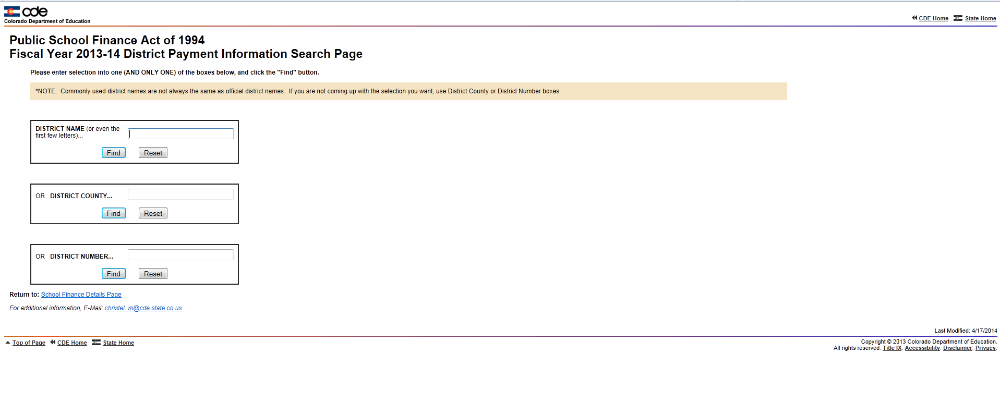 cde
Colorado Department of Education
CDE Home State Home
Public School Finance Act of 1994
Fiscal Year 2013-14 District Payment Information Search Page
Please enter selection into one (AND ONLY ONE) of the boxes below, and click the "Find" button.
*NOTE:  Commonly used district names are not always the same as official district names.  If you are not coming up with the selection you want, use District County or District Number boxes.
DISTRICT NAME (or even the
first few letters)...
Find Reset
OR DISTRICT COUNTY...
Find Reset
OR DISTRICT NUMBER...
Find Reset
Return to: School Finance Details Page
For additional information, E-Mail: christel_m@cde.state.co.us
Last Modified: 4/17/2014
Top of Page CDE Home State Home
Copyright © 2013 Colorado Department of Education.
All rights reserved. Title IX. Accessibility. Disclaimer. Privacy.